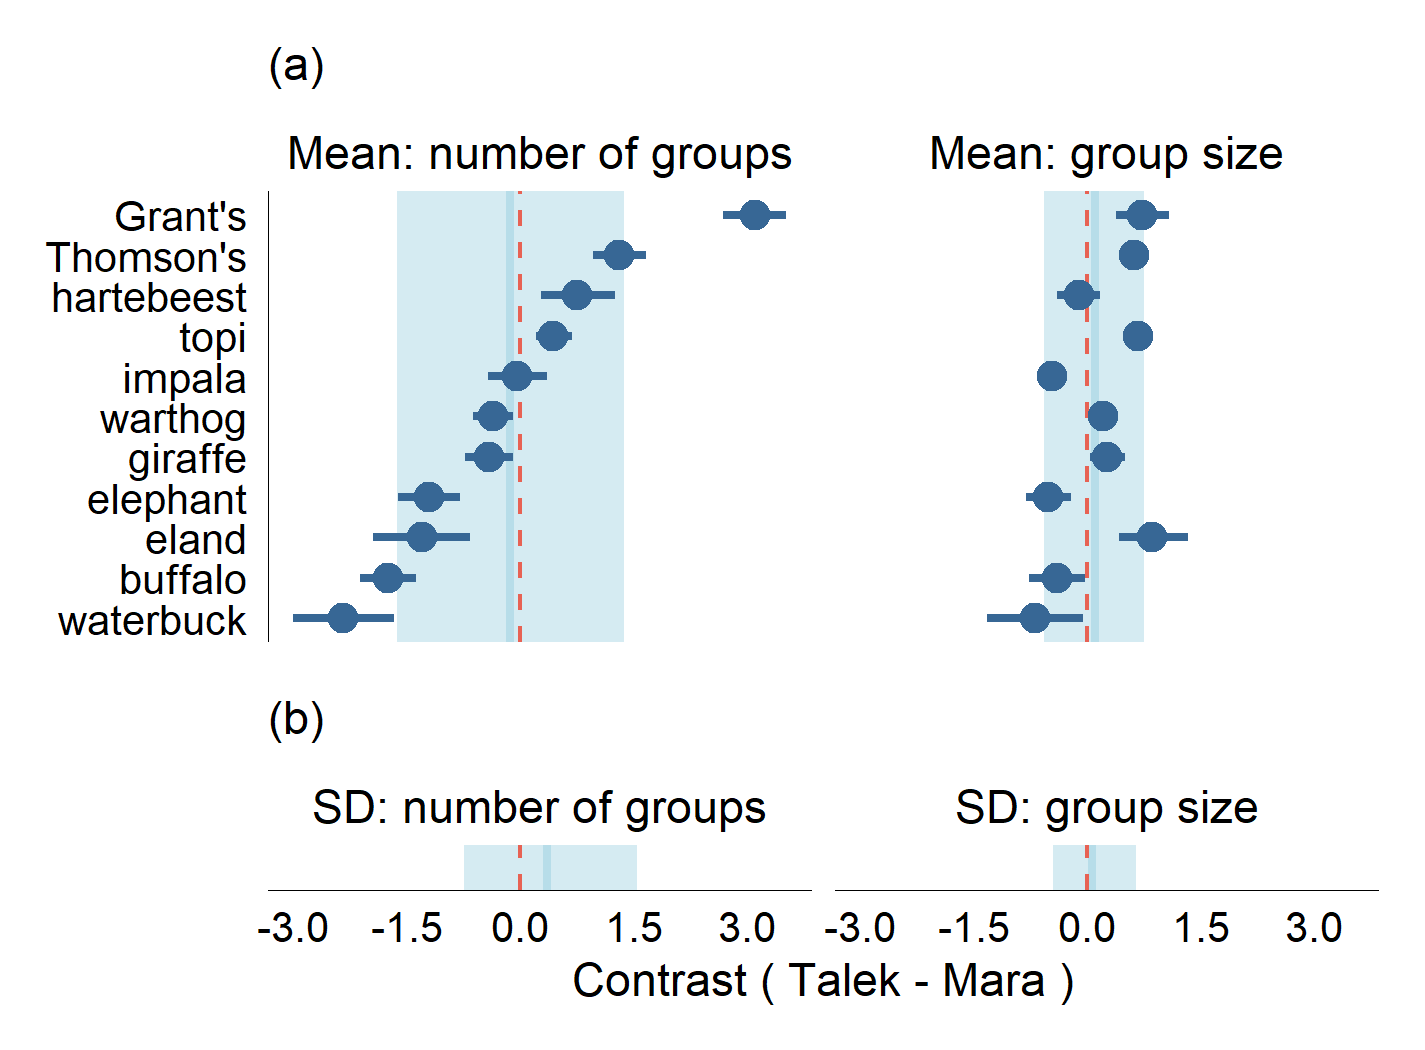 (a)
Mean: number of groups
Mean: group size
Grant's
Thomson's
hartebeest
topi
impala
warthog
giraffe
elephant
eland
buffalo
waterbuck
(b)
SD: number of groups
SD: group size
-3.0 -1.5 0.0 1.5 3.0 -3.0 -1.5 0.0 1.5 3.0
Contrast ( Talek - Mara )